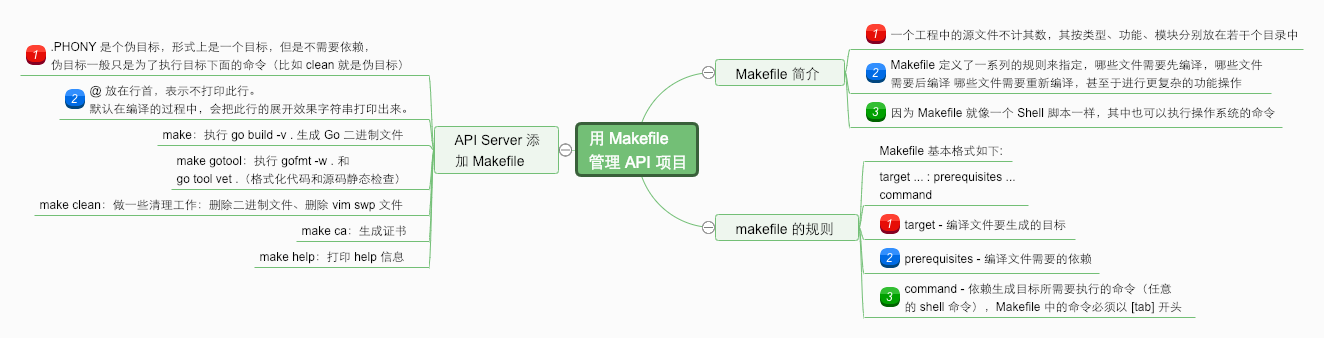 用 Makefile
管理 API 项目
Makefile 简介
1
一个工程中的源文件不计其数，其按类型、功能、模块分别放在若干个目录中
2
Makefile 定义了一系列的规则来指定，哪些文件需要先编译，哪些文件
需要后编译 哪些文件需要重新编译，甚至于进行更复杂的功能操作
3
因为 Makefile 就像一个 Shell 脚本一样，其中也可以执行操作系统的命令
makefile 的规则
Makefile 基本格式如下:
target ... : prerequisites ...
command
1
target - 编译文件要生成的目标
2
prerequisites - 编译文件需要的依赖
3
command - 依赖生成目标所需要执行的命令（任意
的 shell 命令），Makefile 中的命令必须以 [tab] 开头
API Server 添
加 Makefile
1
.PHONY 是个伪目标，形式上是一个目标，但是不需要依赖，
伪目标一般只是为了执行目标下面的命令（比如 clean 就是伪目标）
2
@ 放在行首，表示不打印此行。
默认在编译的过程中，会把此行的展开效果字符串打印出来。
make：执行 go build -v . 生成 Go 二进制文件
make gotool：执行 gofmt -w . 和
go tool vet .（格式化代码和源码静态检查）
make clean：做一些清理工作：删除二进制文件、删除 vim swp 文件
make ca：生成证书
make help：打印 help 信息